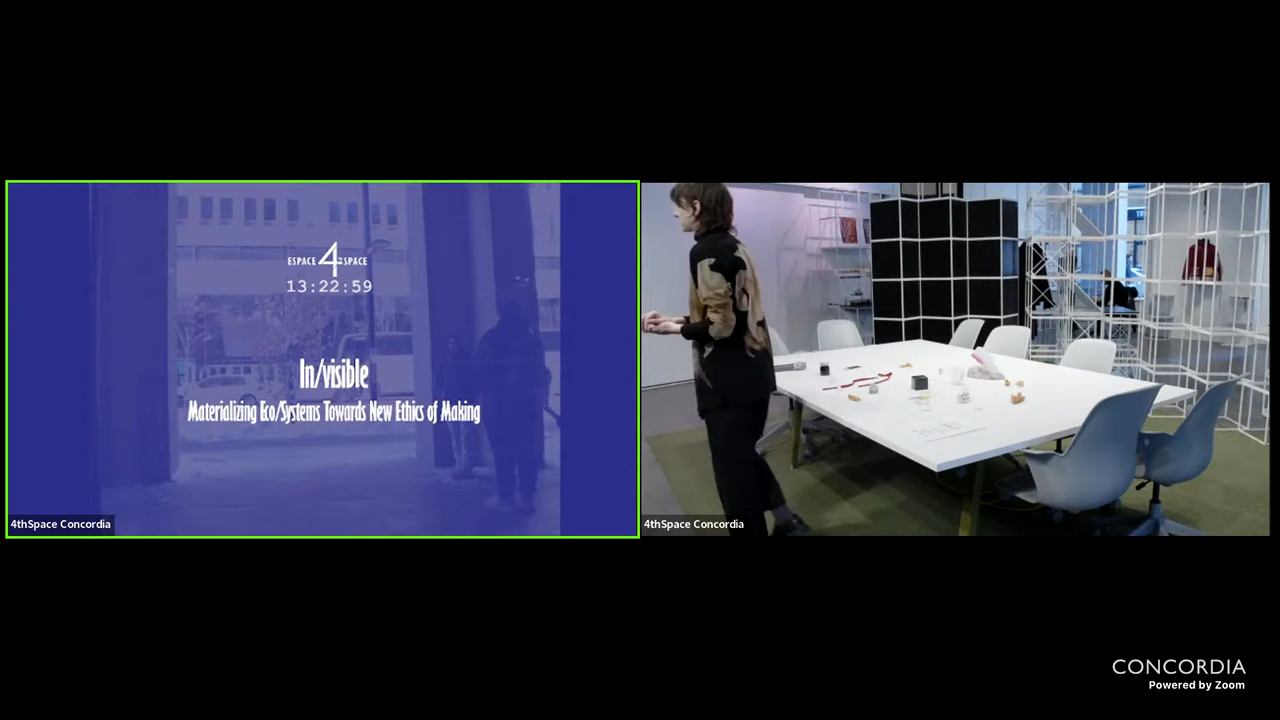 ESPACE 4TH SPACE
13:22:59
In/visible
Materializing Eco/Systems Towards New Ethics of Making
4thSpace Concordia
4thSpace Concordia
CONCORDIA
Powered by Zoom